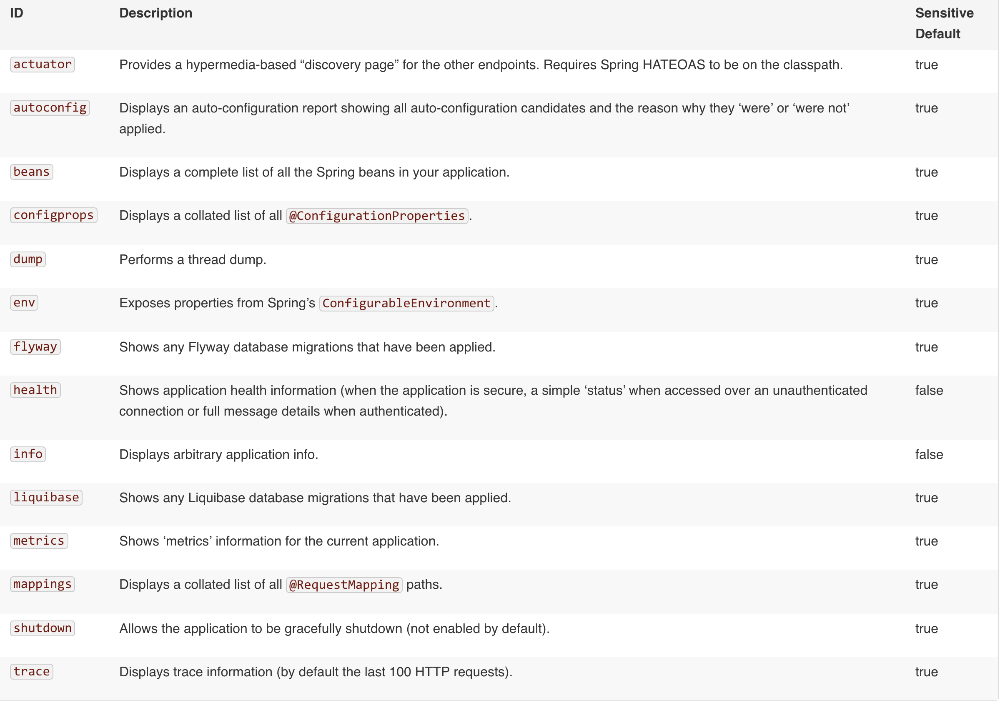 ID Description Sensitive
Default
actuator Provides a hypermedia-based “discovery page” for the other endpoints. Requires Spring HATEOAS to be on the classpath. true
autoconfig Displays an auto-configuration report showing all auto-configuration candidates and the reason why they ‘were’ or ‘were not’ true
applied.
beans Displays a complete list of all the Spring beans in your application. true
configprops Displays a collated list of all @ConfigurationProperties. true
dump Performs a thread dump. true
env Exposes properties from Spring’s ConfigurableEnvironment. true
flyway Shows any Flyway database migrations that have been applied. true
health Shows application health information (when the application is secure, a simple ‘status’ when accessed over an unauthenticated false
connection or full message details when authenticated).
info Displays arbitrary application info. false
liquibase Shows any Liquibase database migrations that have been applied. true
metrics Shows ‘metrics’ information for the current application. true
mappings Displays a collated list of all @RequestMapping paths. true
shutdown Allows the application to be gracefully shutdown (not enabled by default). true
trace Displays trace information (by default the last 100 HTTP requests). true